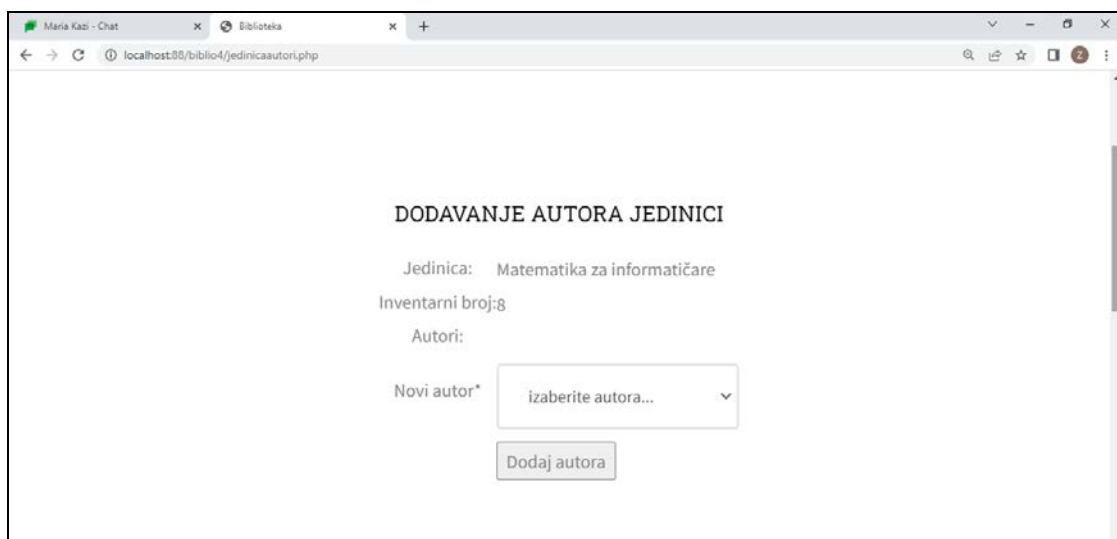 Maria Kazi - Chat
Biblioteka
localhost:88/biblio4/jedinicaautori.php
Z
DODAVANJE AUTORA JEDINICI
Jedinica: Matematika za informatičare
Inventarni broj:8
Autori:
Novi autor* izaberite autora...
Dodaj autora